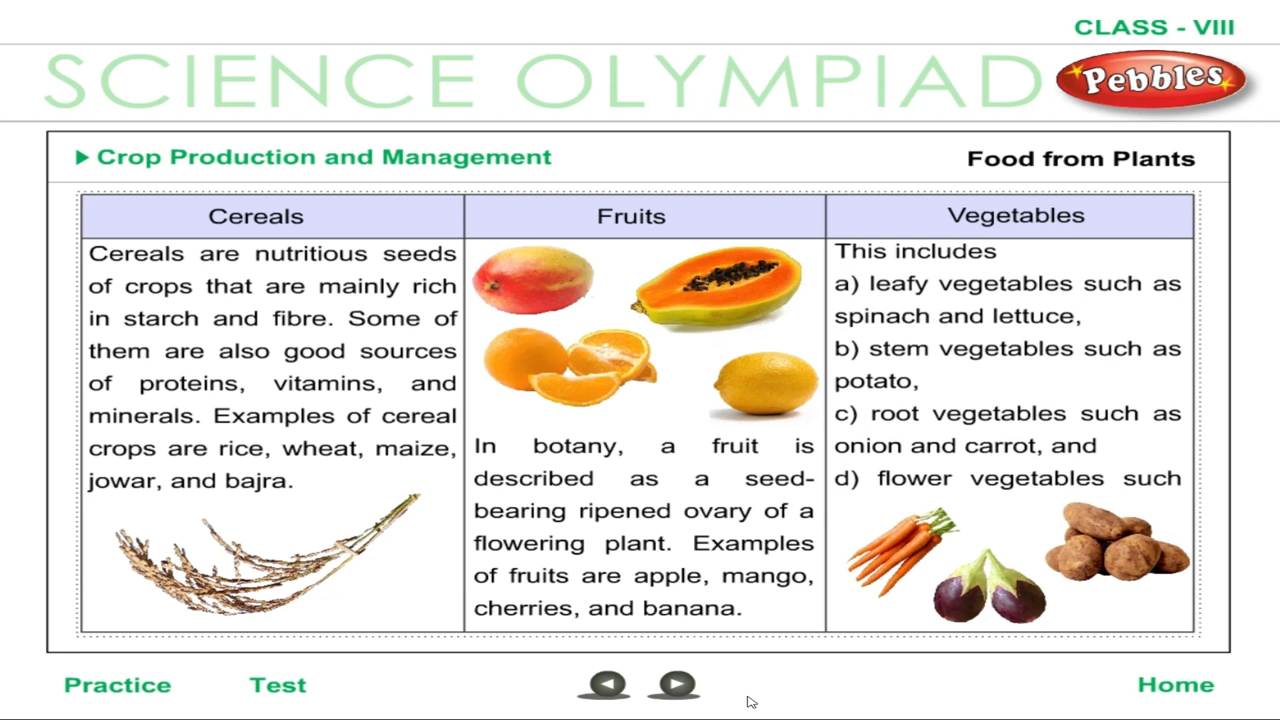 CLASS - VIII
SCIENCE OLYMPIAD
Pebbles
Crop Production and Management
Food from Plants
Cereals
Cereals are nutritious seeds
of crops that are mainly rich
in starch and fibre. Some of
them are also good sources
of proteins, vitamins, and
minerals. Examples of cereal
crops are rice, wheat, maize,
jowar, and bajra.
Fruits
In botany, a fruit is
described as a seed-
bearing ripened ovary of a
flowering plant. Examples
of fruits are apple, mango,
cherries, and banana.
Vegetables
This includes
a) leafy vegetables such as
spinach and lettuce,
b) stem vegetables such as
potato,
c) root vegetables such as
onion and carrot, and
d) flower vegetables such
Practice
Test
Home